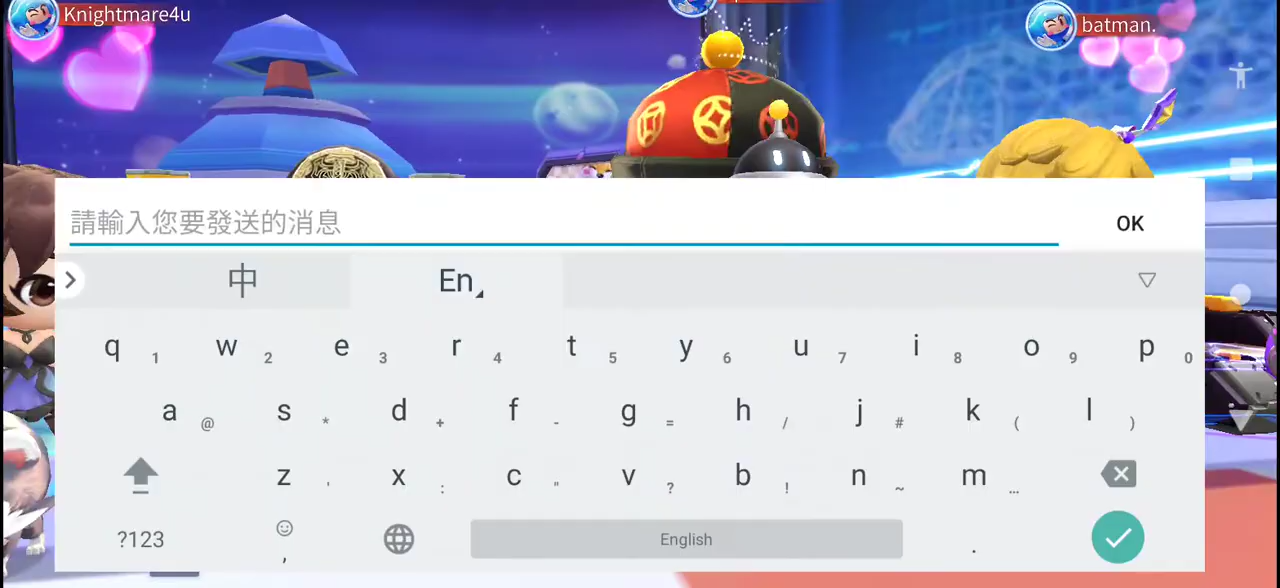 Knightmare4u
batman.
請輸入您要發送的消息
OK
中 En
q 1 w 2 e 3 r 4 t 5 y 6 u 7 i 8 o 9 p 0
a @ s * d + f - g = h / j # k ( l )
z ' x : c " v ? b ! n ~ m …
?123 , English .